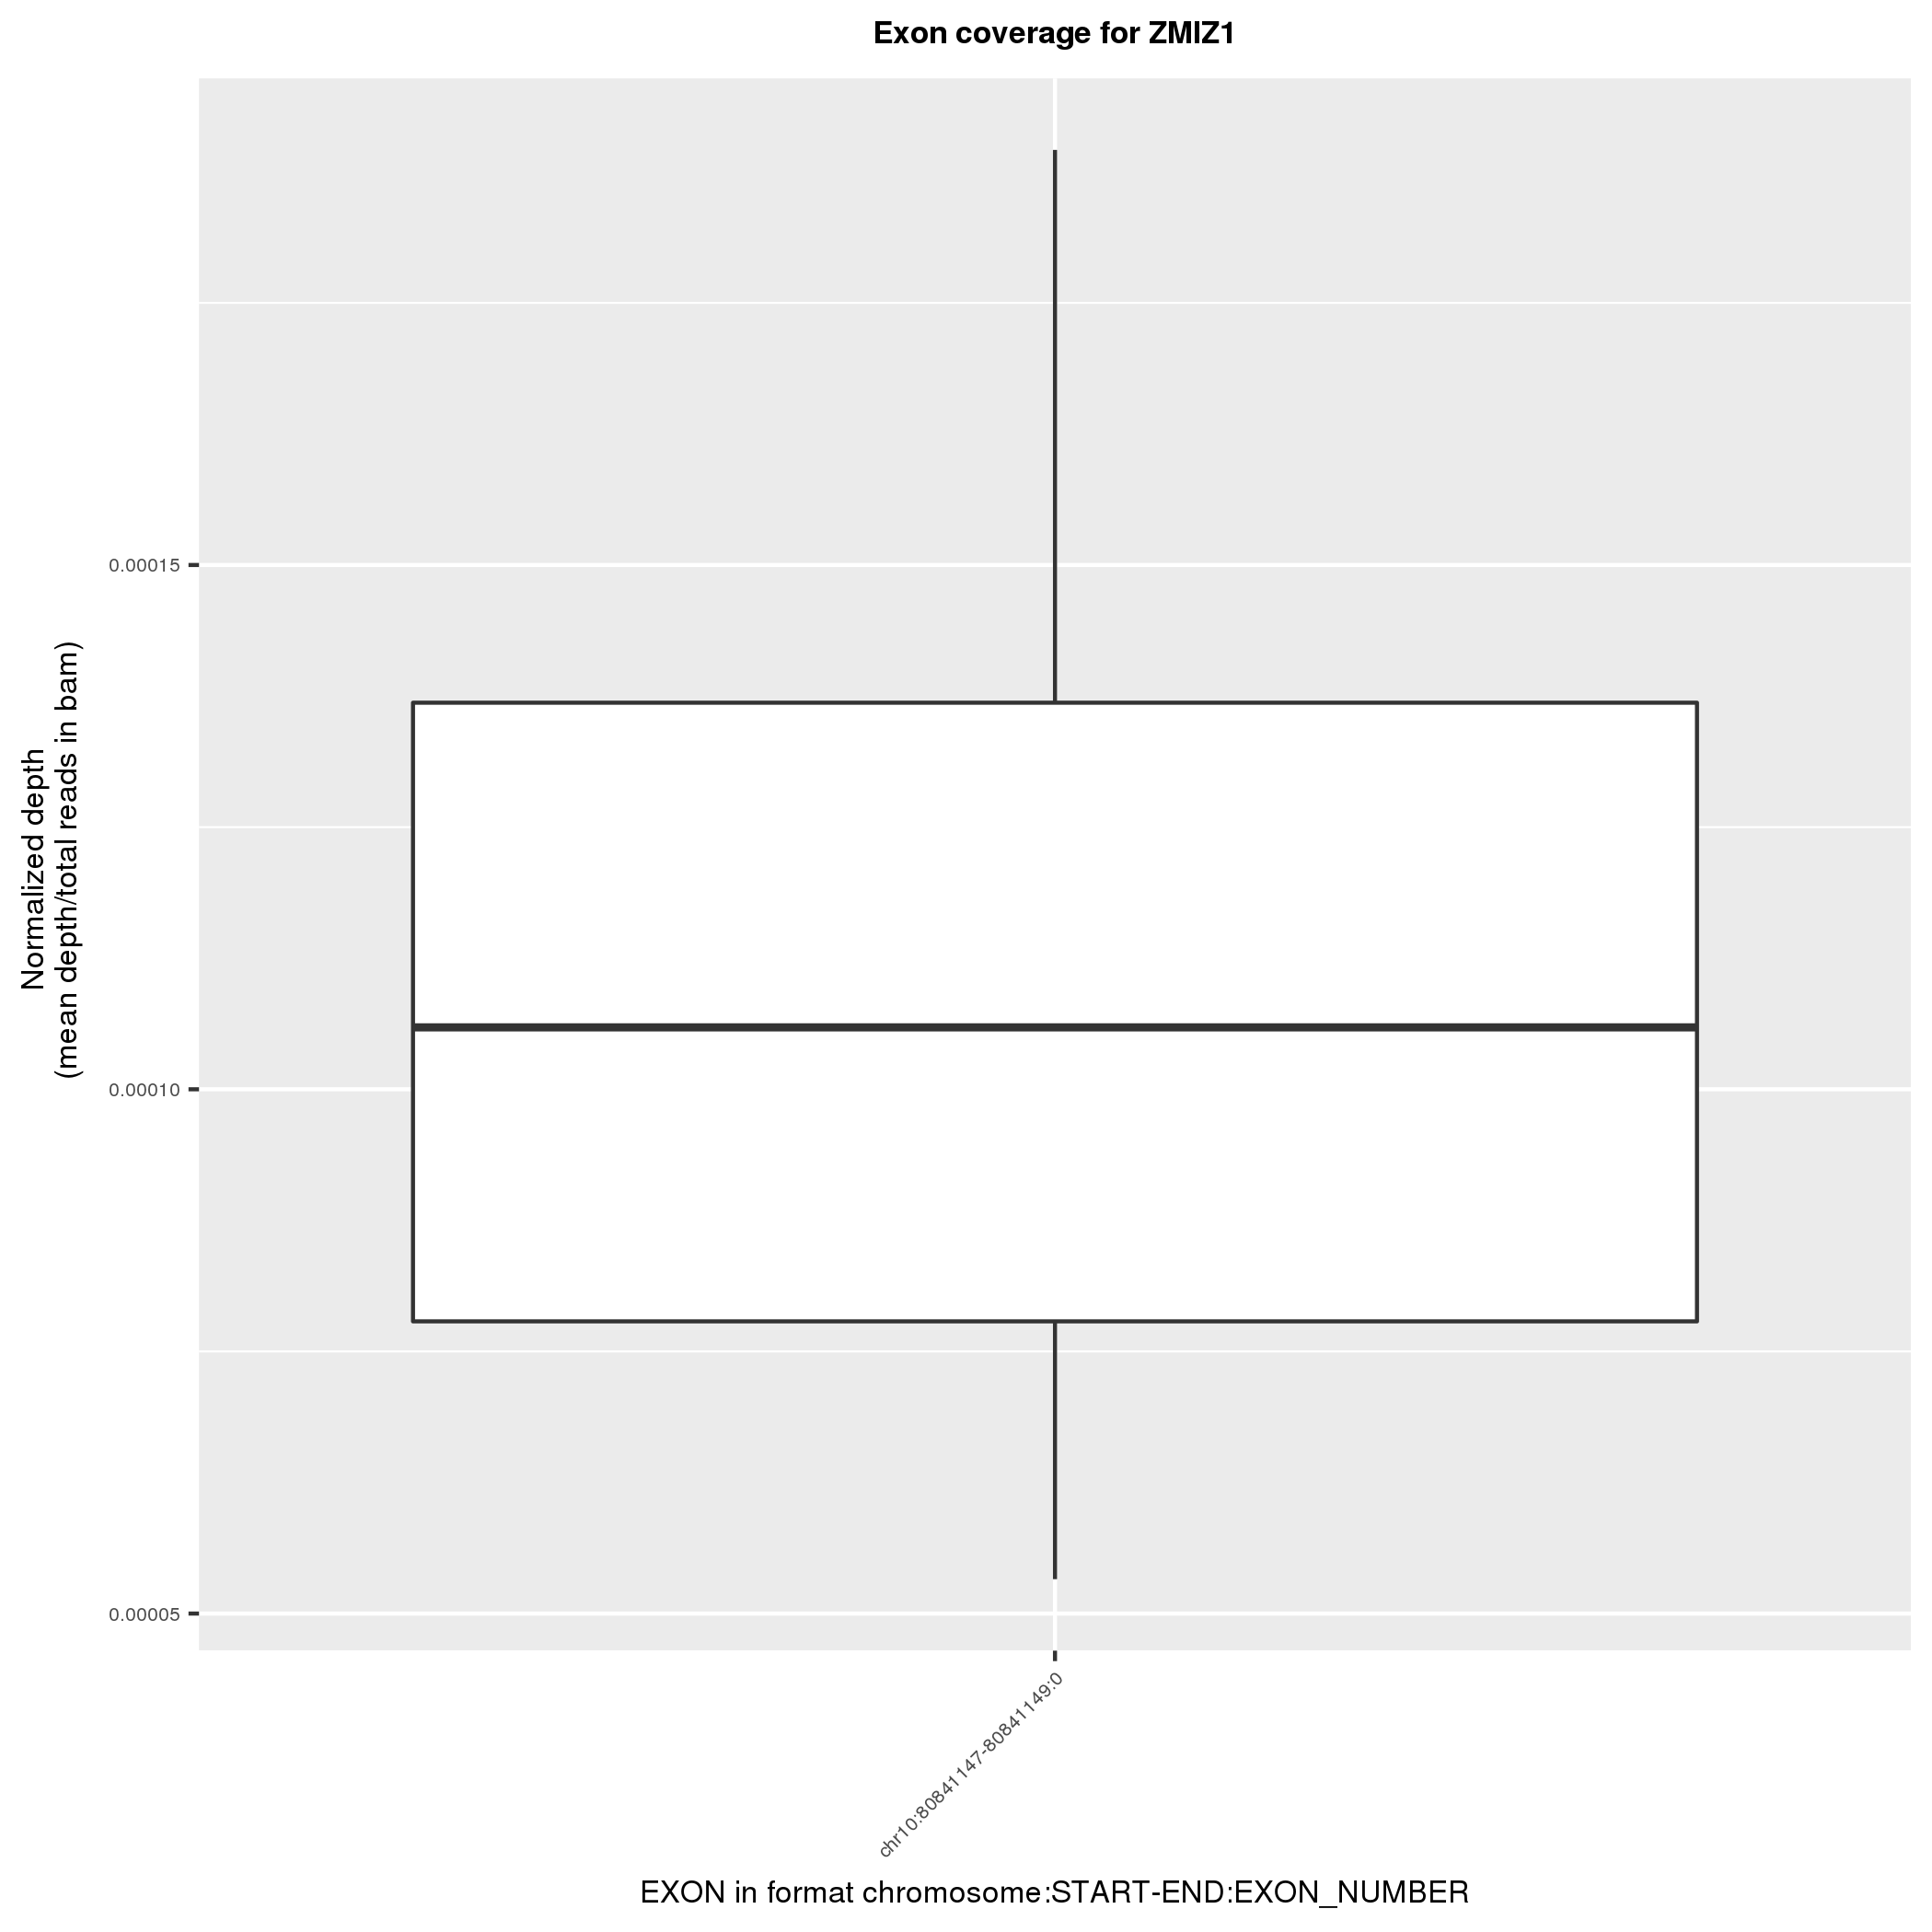 Exon coverage for ZMIZ1
Normalized depth
(mean depth/total reads in bam)
0.00015
0.00010
0.00005
chr10:80841147-80841149:0
EXON in format chromosome:START-END:EXON_NUMBER